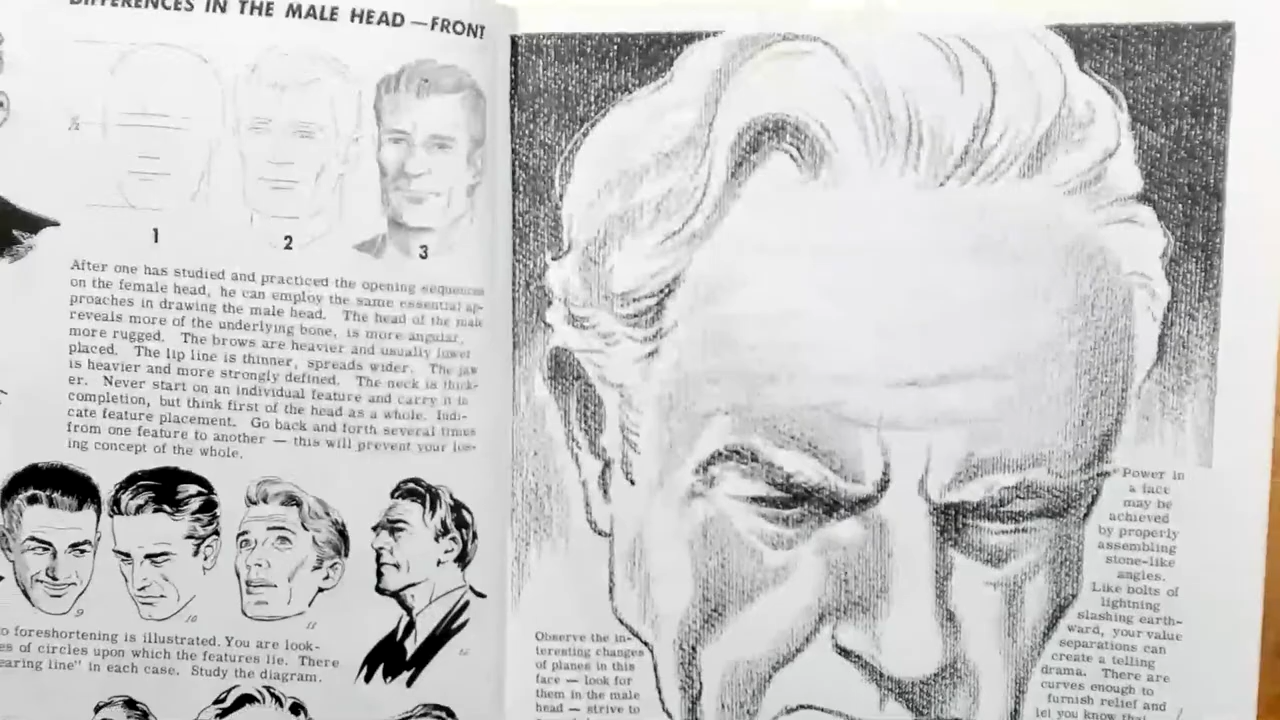 DIFFERENCES IN THE MALE HEAD — FRONT
1
2
3
After one has studied and practiced the opening sequences
on the female head, he can employ the same essential ap-
proaches in drawing the male head. The head of the male
reveals more of the underlying bone, is more angular,
more rugged. The brows are heavier and usually lower
placed. The lip line is thinner, spreads wider. The jaw
is heavier and more strongly defined. The neck is thick-
er. Never start on an individual feature and carry it to
completion, but think first of the head as a whole. Indi-
cate feature placement. Go back and forth several times
from one feature to another — this will prevent your los-
ing concept of the whole.
9
10
11
12
o foreshortening is illustrated. You are look-
es of circles upon which the features lie. There
earing line" in each case. Study the diagram.
Observe the in-
teresting changes
of planes in this
face — look for
them in the male
head — strive to
Power in
a face
may be
achieved
by properly
assembling
stone-like
angles.
Like bolts of
lightning
slashing earth-
ward, your value
separations can
create a telling
drama. There are
curves enough to
furnish relief and
let you know that